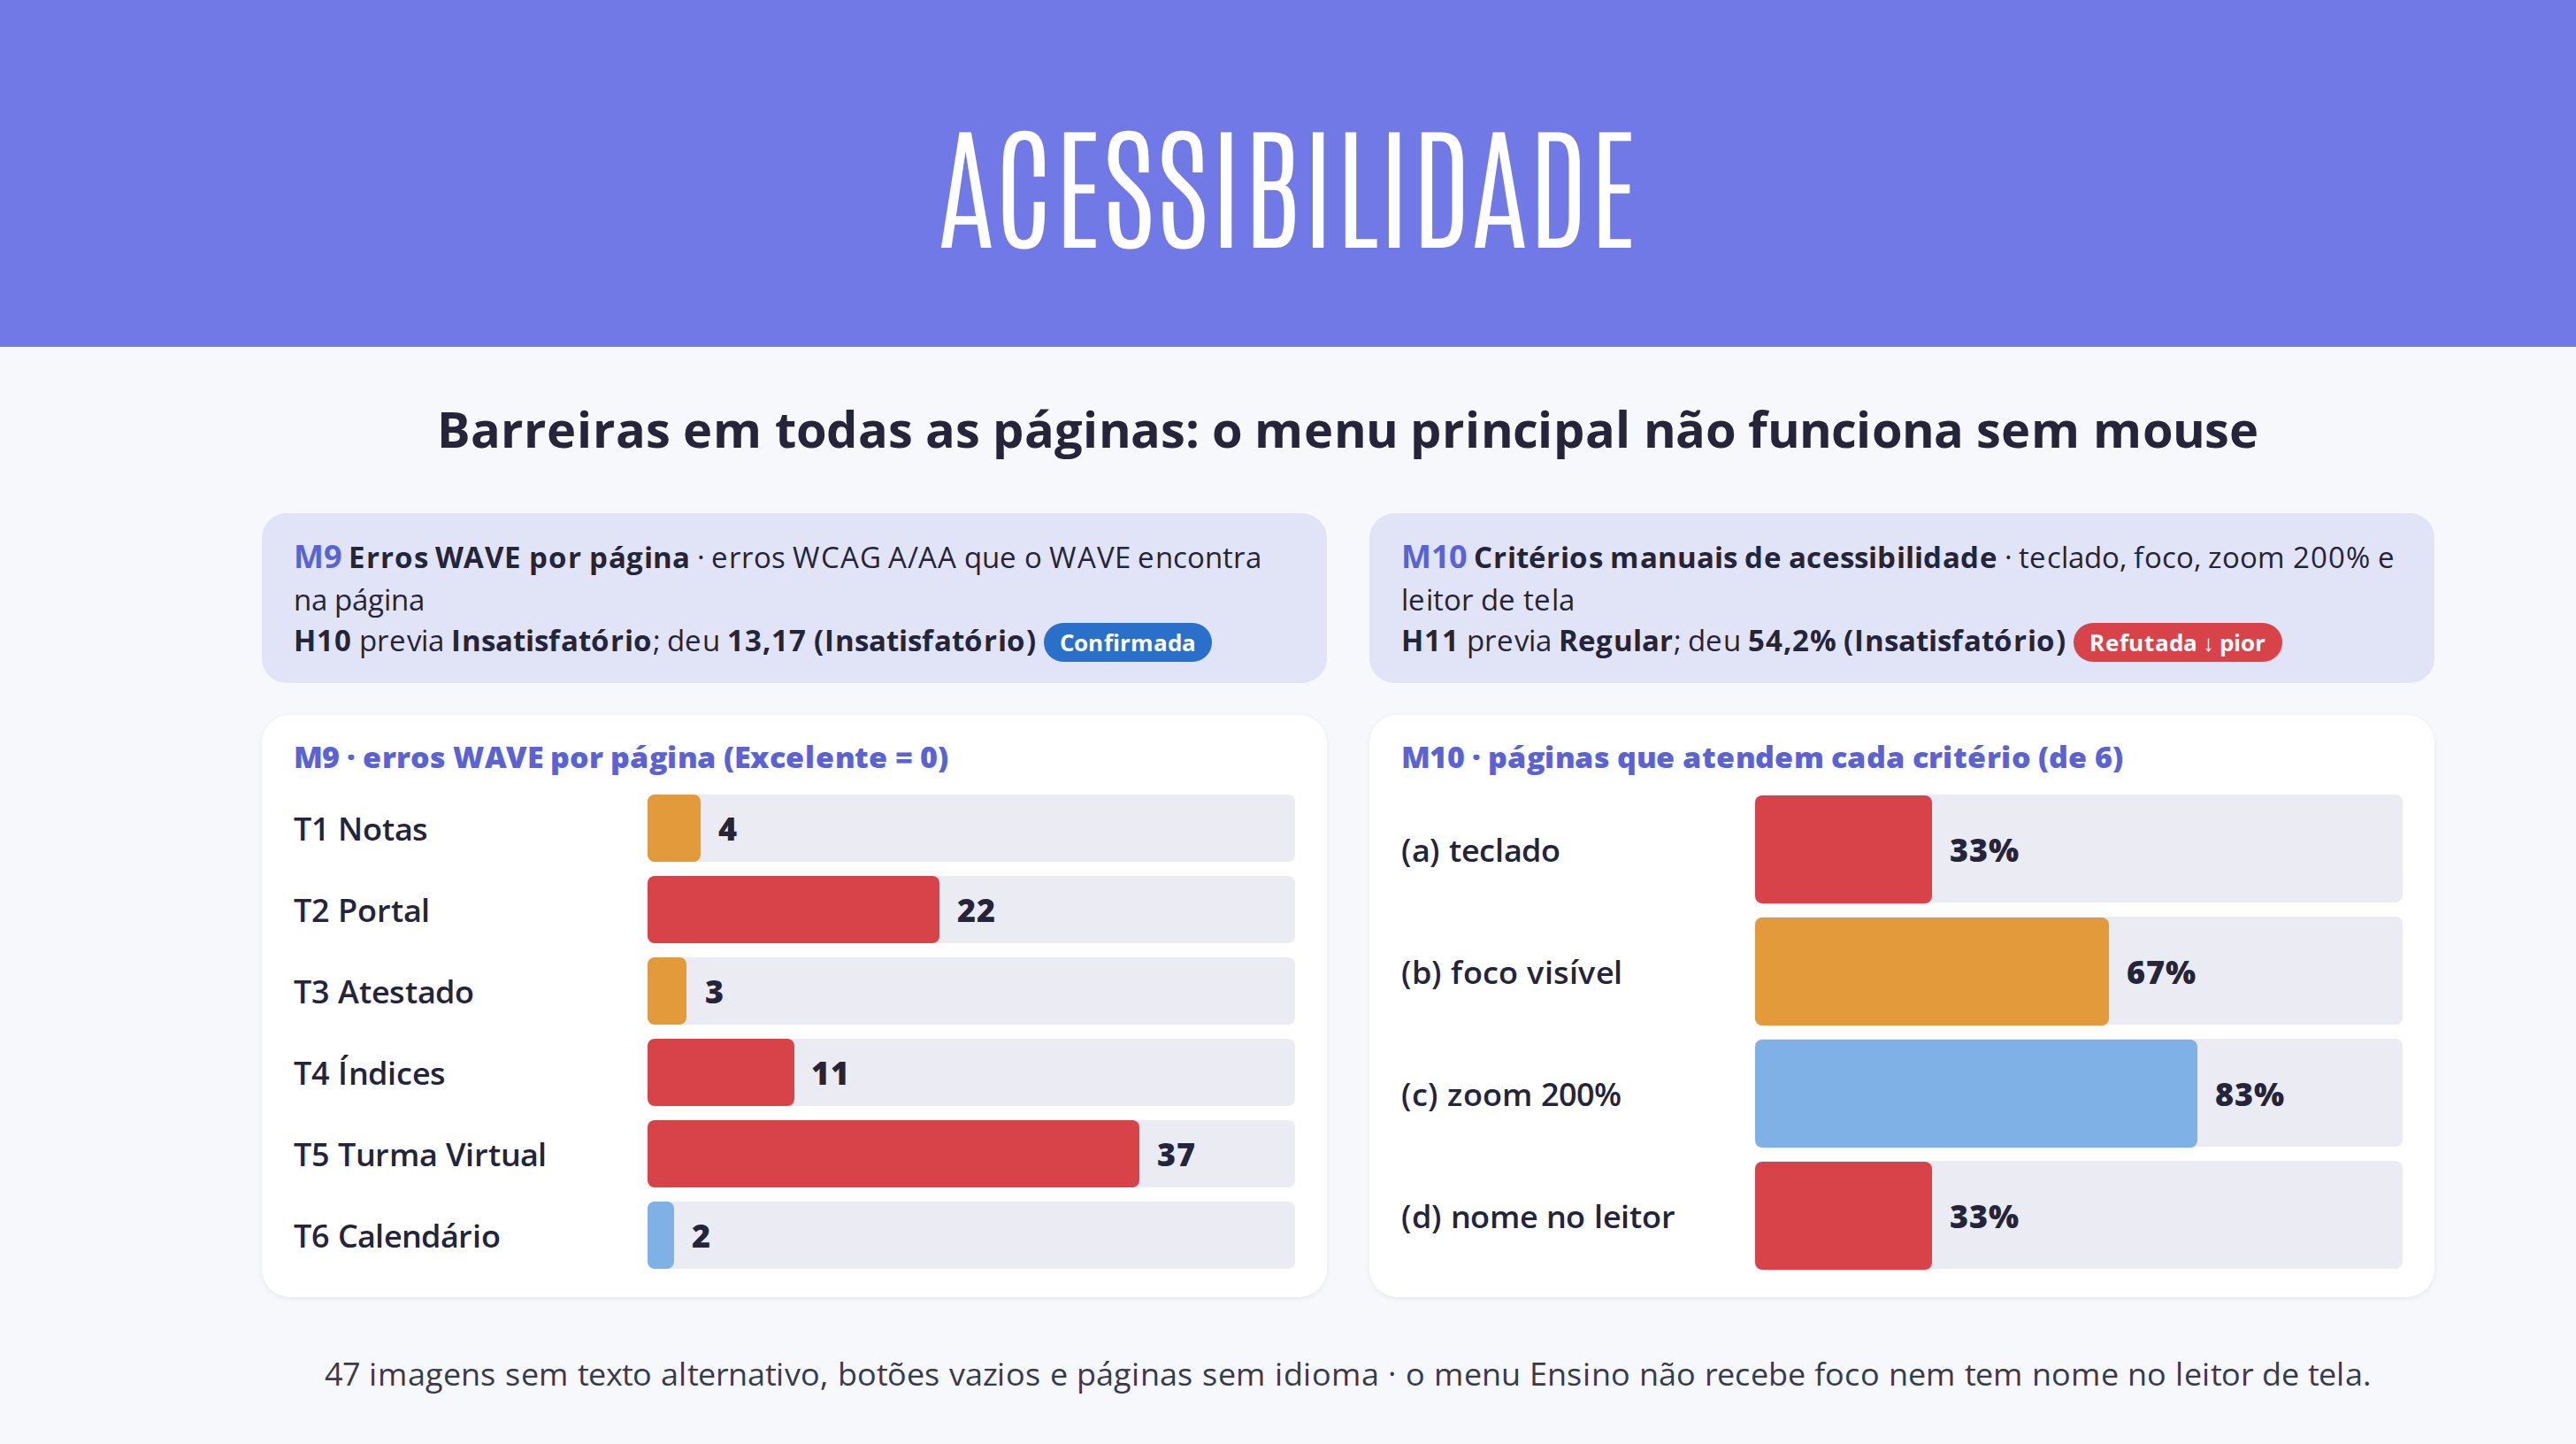 ACESSIBILIDADE
Barreiras em todas as páginas: o menu principal não funciona sem mouse
M9 Erros WAVE por página · erros WCAG A/AA que o WAVE encontra
na página
H10 previa Insatisfatório; deu 13,17 (Insatisfatório) Confirmada
M10 Critérios manuais de acessibilidade · teclado, foco, zoom 200% e
leitor de tela
H11 previa Regular; deu 54,2% (Insatisfatório) Refutada ↓ pior
M9 · erros WAVE por página (Excelente = 0)
T1 Notas 4
T2 Portal 22
T3 Atestado 3
T4 Índices 11
T5 Turma Virtual 37
T6 Calendário 2
M10 · páginas que atendem cada critério (de 6)
(a) teclado 33%
(b) foco visível 67%
(c) zoom 200% 83%
(d) nome no leitor 33%
47 imagens sem texto alternativo, botões vazios e páginas sem idioma · o menu Ensino não recebe foco nem tem nome no leitor de tela.